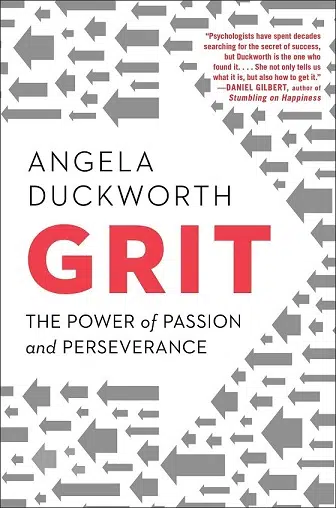 "Psychologists have spent decades
searching for the secret of success,
but Duckworth is the one who
found it. . . . She not only tells us
what it is, but also how to get it."
—DANIEL GILBERT, author of
Stumbling on Happiness
ANGELA
DUCKWORTH
GRIT
THE POWER of PASSION
and PERSEVERANCE